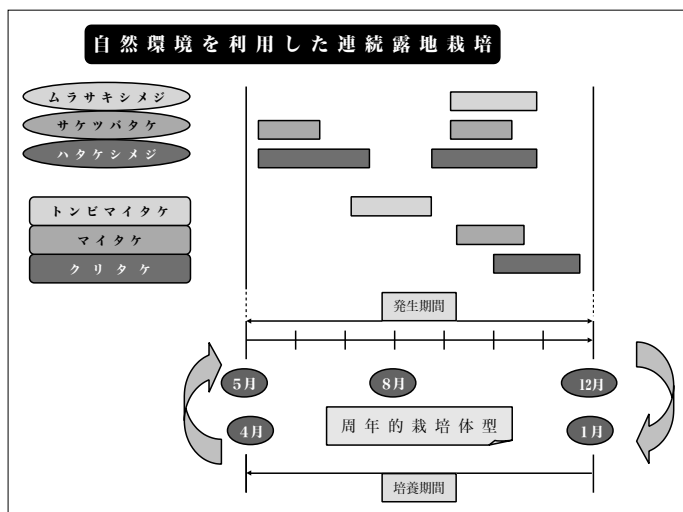 自然環境を利用した連続露地栽培
ムラサキシメジ
サケツバタケ
ハタケシメジ
トンビマイタケ
マイタケ
クリタケ
発生期間
5月
8月
12月
4月
周年的栽培体型
1月
培養期間